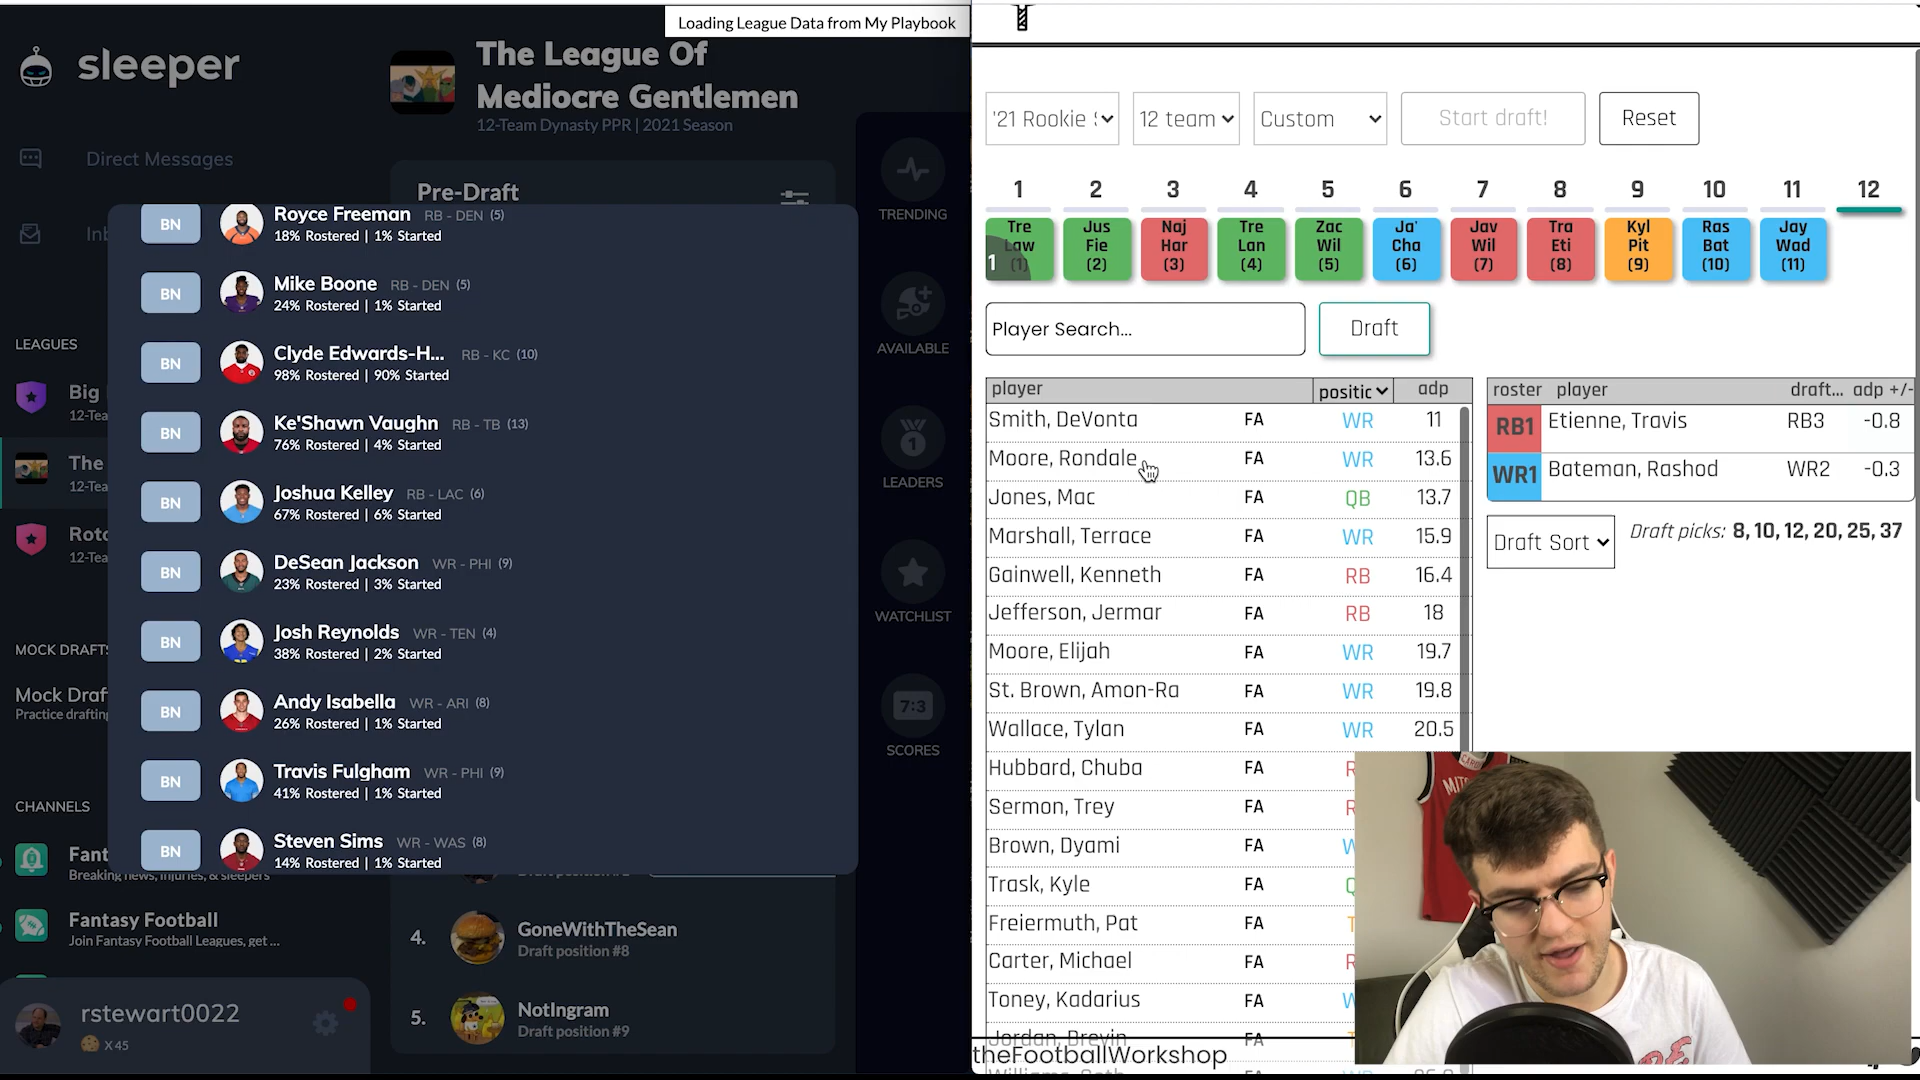 Loading League Data from My Playbook
sleeper
The League Of
Mediocre Gentlemen
12-Team Dynasty PPR | 2021 Season
Direct Messages
Pre-Draft
LEAGUES
Big
12-Tea
The
12-Tea
Roto
12-Tea
MOCK DRAFTS
Mock Draf
Practice drafting
CHANNELS
Fant
Breaking news, injuries, & sleepers
Fantasy Football
Join Fantasy Football Leagues, get ...
rstewart0022
X 45
BN Royce Freeman RB - DEN (5)
18% Rostered | 1% Started
BN Mike Boone RB - DEN (5)
24% Rostered | 1% Started
BN Clyde Edwards-H... RB - KC (10)
98% Rostered | 90% Started
BN Ke'Shawn Vaughn RB - TB (13)
76% Rostered | 4% Started
BN Joshua Kelley RB - LAC (6)
67% Rostered | 6% Started
BN DeSean Jackson WR - PHI (9)
23% Rostered | 3% Started
BN Josh Reynolds WR - TEN (4)
38% Rostered | 2% Started
BN Andy Isabella WR - ARI (8)
26% Rostered | 1% Started
BN Travis Fulgham WR - PHI (9)
41% Rostered | 1% Started
BN Steven Sims WR - WAS (8)
14% Rostered | 1% Started
4. GoneWithTheSean
Draft position #8
5. NotIngram
Draft position #9
TRENDING
AVAILABLE
LEADERS
WATCHLIST
7:3
SCORES
'21 Rookie 12 team Custom Start draft! Reset
1 2 3 4 5 6 7 8 9 10 11 12
Tre Jus Naj Tre Zac Ja' Jav Tra Kyl Ras Jay
Law Fie Har Lan Wil Cha Wil Eti Pit Bat Wad
1 (1) (2) (3) (4) (5) (6) (7) (8) (9) (10) (11)
Player Search... Draft
player positic adp
Smith, DeVonta FA WR 11
Moore, Rondale FA WR 13.6
Jones, Mac FA QB 13.7
Marshall, Terrace FA WR 15.9
Gainwell, Kenneth FA RB 16.4
Jefferson, Jermar FA RB 18
Moore, Elijah FA WR 19.7
St. Brown, Amon-Ra FA WR 19.8
Wallace, Tylan FA WR 20.5
Hubbard, Chuba FA
Sermon, Trey FA
Brown, Dyami FA
Trask, Kyle FA
Freiermuth, Pat FA
Carter, Michael FA
Toney, Kadarius FA
Jordan, Brevin FA
theFootballWorkshop
roster player draft... adp +/-
RB1 Etienne, Travis RB3 -0.8
WR1 Bateman, Rashod WR2 -0.3
Draft Sort Draft picks: 8, 10, 12, 20, 25, 37